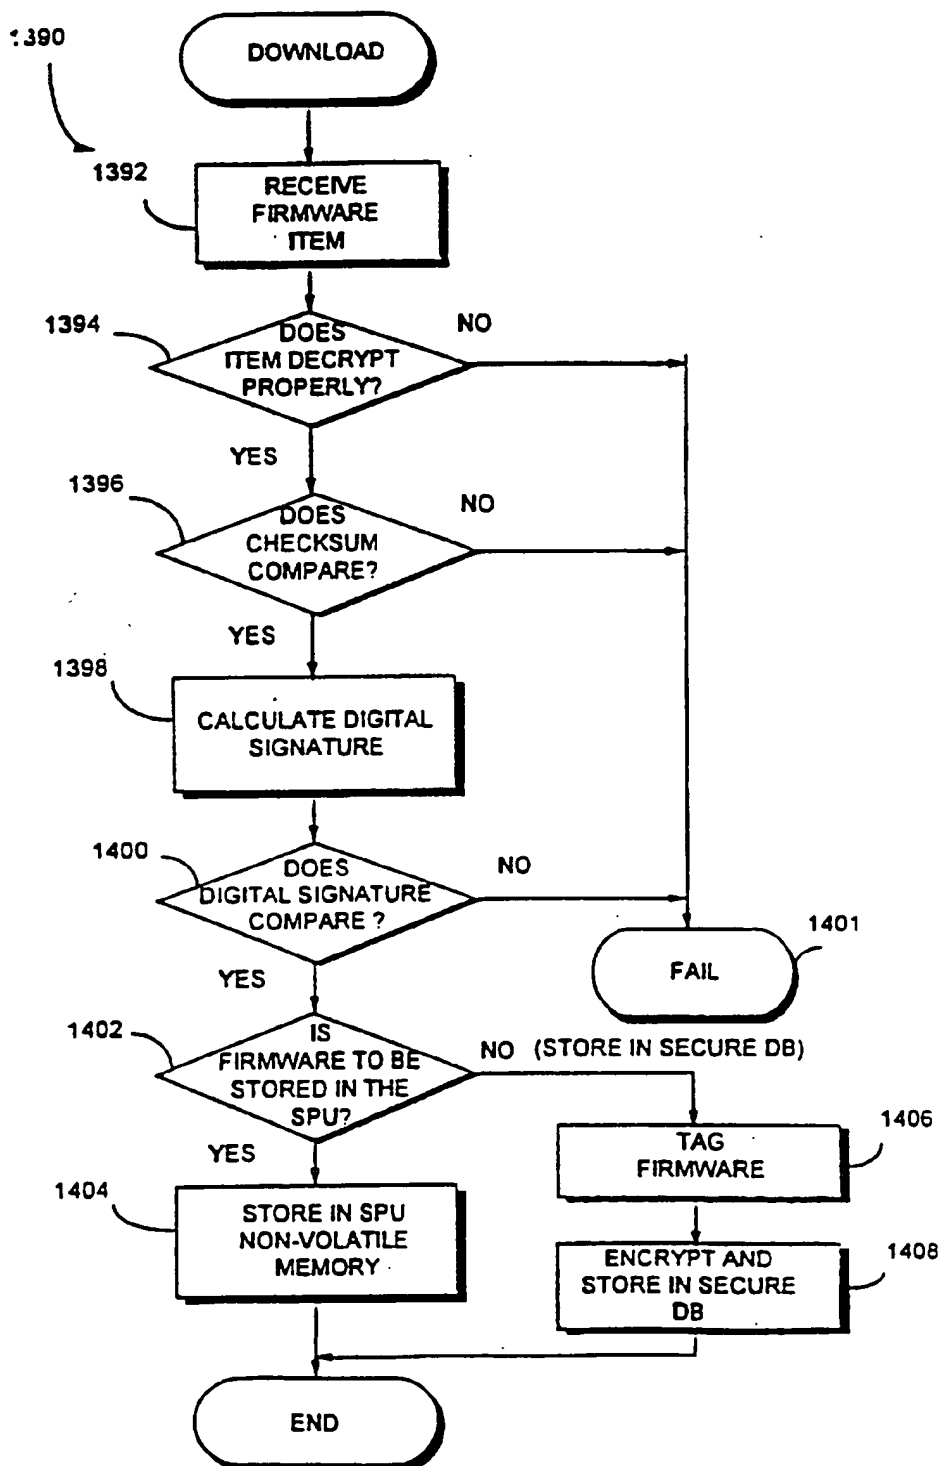 1390
DOWNLOAD
1392
RECEIVE
FIRMWARE
ITEM
1394
DOES
ITEM DECRYPT
PROPERLY?
NO
YES
1396
DOES
CHECKSUM
COMPARE?
NO
YES
1398
CALCULATE DIGITAL
SIGNATURE
1400
DOES
DIGITAL SIGNATURE
COMPARE ?
NO
YES
1401
FAIL
1402
IS
FIRMWARE TO BE
STORED IN THE
SPU?
NO (STORE IN SECURE DB)
YES
1404
STORE IN SPU
NON-VOLATILE
MEMORY
1406
TAG
FIRMWARE
1408
ENCRYPT AND
STORE IN SECURE
DB
END